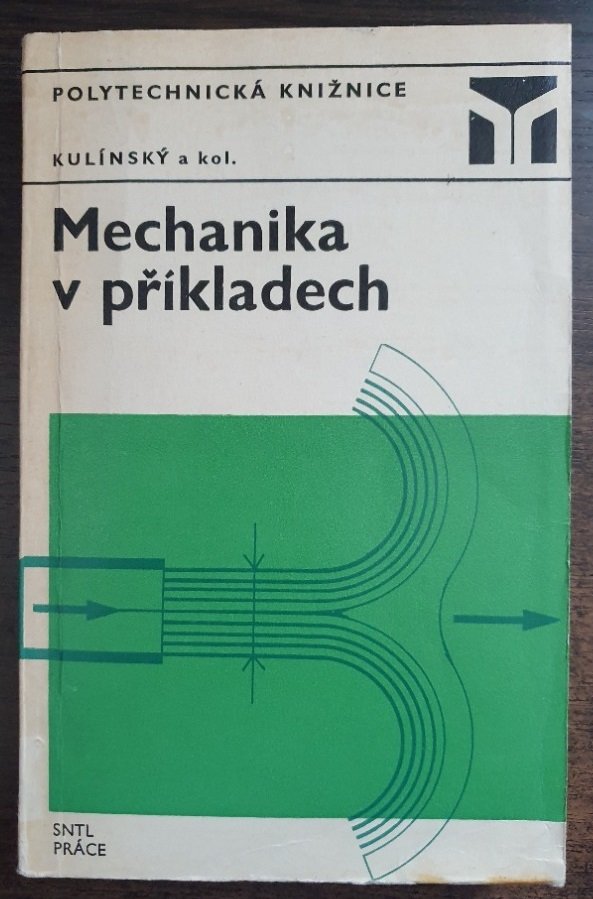 POLYTECHNICKÁ KNIŽNICE
KULÍNSKÝ a kol.
Mechanika
v příkladech
SNTL
PRÁCE